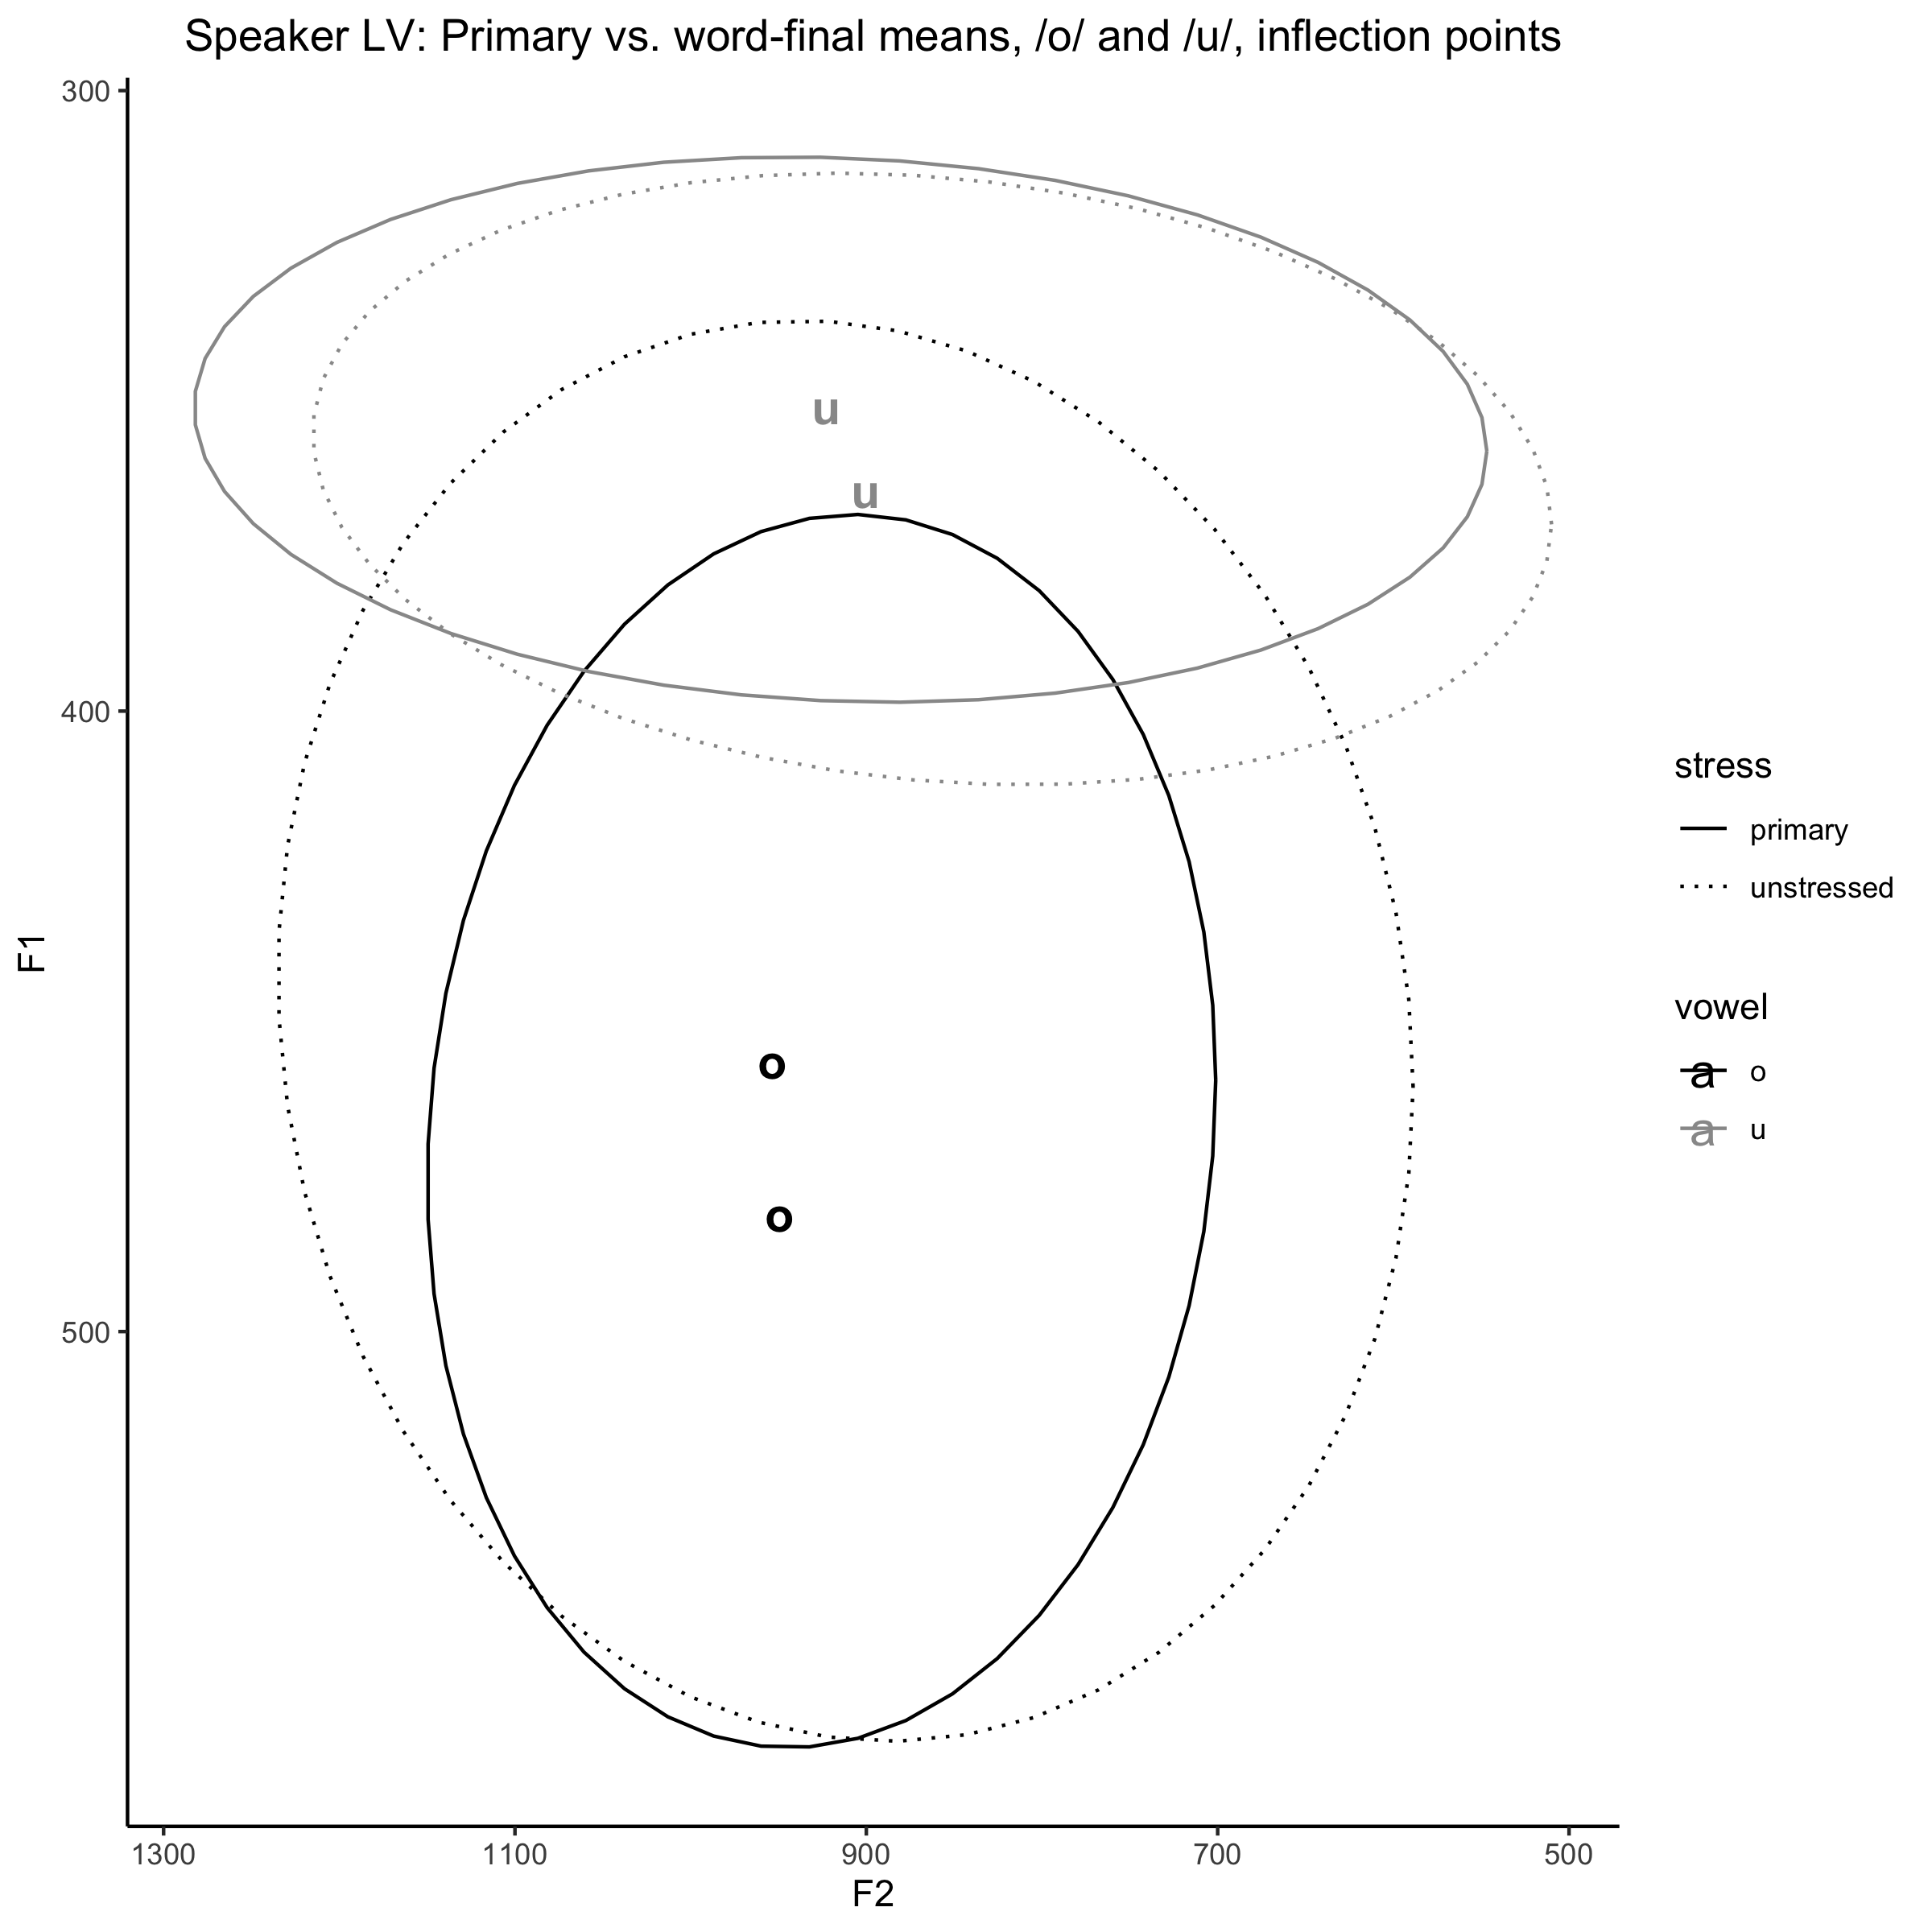 Speaker LV: Primary vs. word-final means, /o/ and /u/, inflection points
300
400
500
F1
u
u
o
o
1300 1100 900 700 500
F2
stress
primary
unstressed
vowel
a o
a u